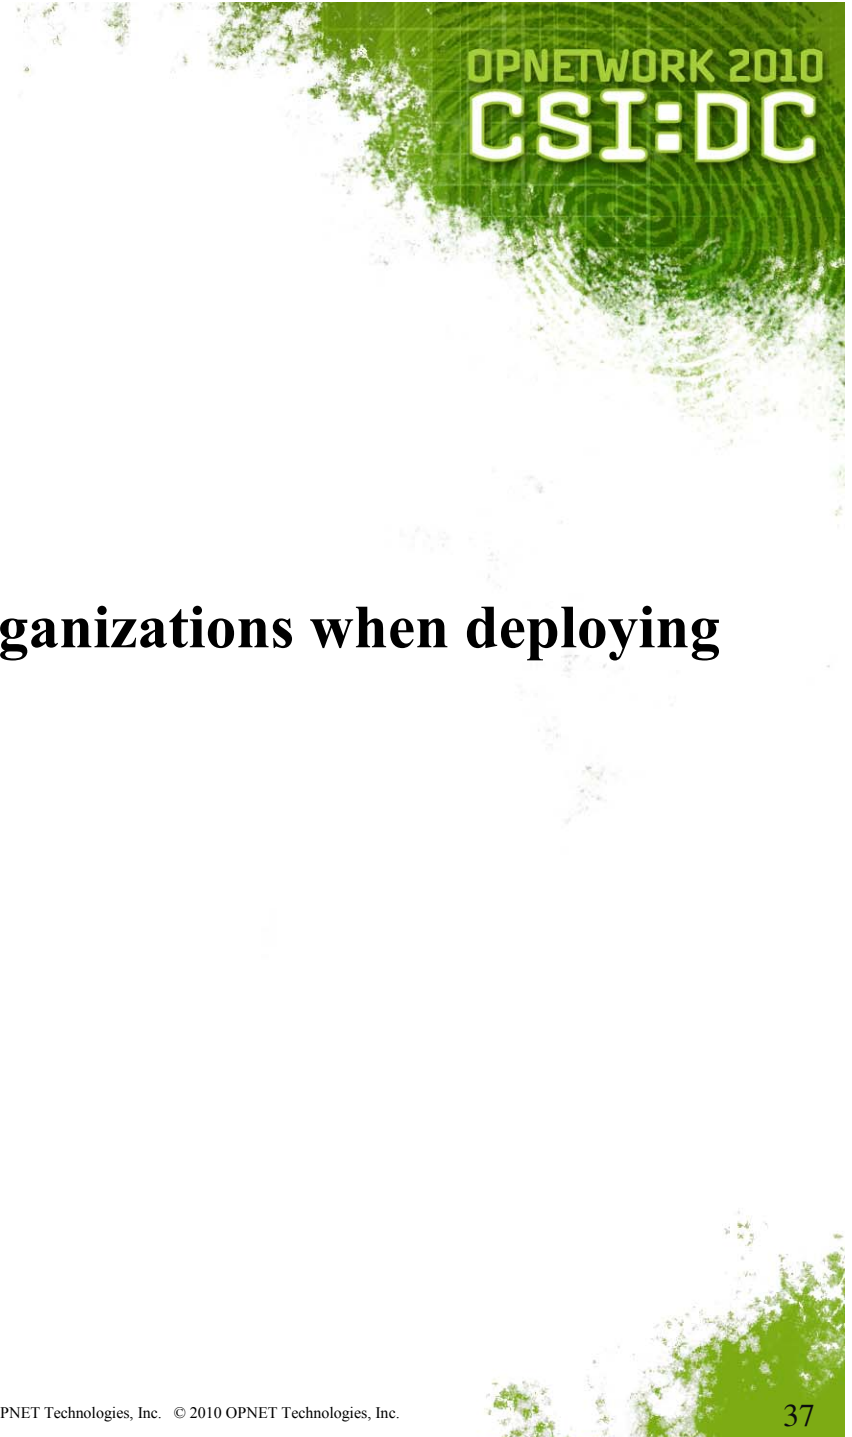 OPNETWORK 2010
CSI:DC
ganizations when deploying
PNET Technologies, Inc. © 2010 OPNET Technologies, Inc.
37